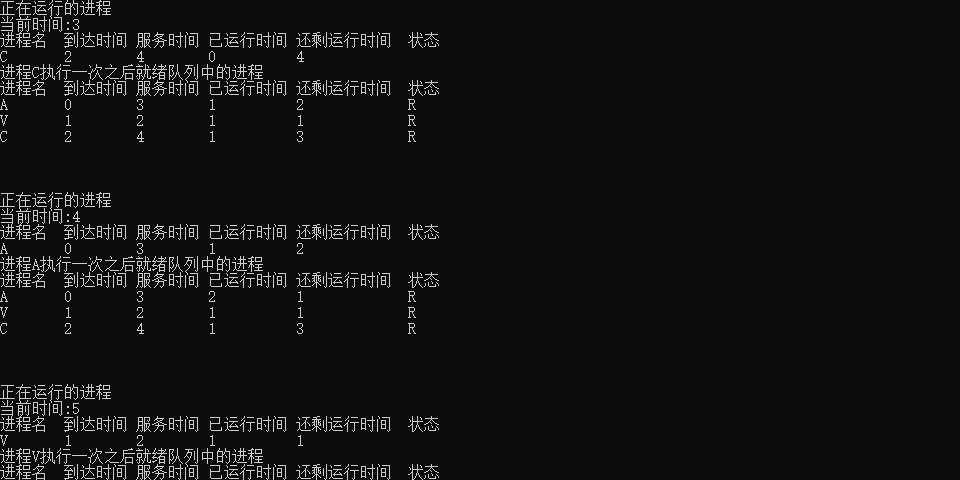 正在运行的进程
当前时间:3
进程名 到达时间 服务时间 已运行时间 还剩运行时间 状态
C 2 4 0 4
进程C执行一次之后就绪队列中的进程
进程名 到达时间 服务时间 已运行时间 还剩运行时间 状态
A 0 3 1 2 R
V 1 2 1 1 R
C 2 4 1 3 R
正在运行的进程
当前时间:4
进程名 到达时间 服务时间 已运行时间 还剩运行时间 状态
A 0 3 1 2
进程A执行一次之后就绪队列中的进程
进程名 到达时间 服务时间 已运行时间 还剩运行时间 状态
A 0 3 2 1 R
V 1 2 1 1 R
C 2 4 1 3 R
正在运行的进程
当前时间:5
进程名 到达时间 服务时间 已运行时间 还剩运行时间 状态
V 1 2 1 1
进程V执行一次之后就绪队列中的进程
进程名 到达时间 服务时间 已运行时间 还剩运行时间 状态